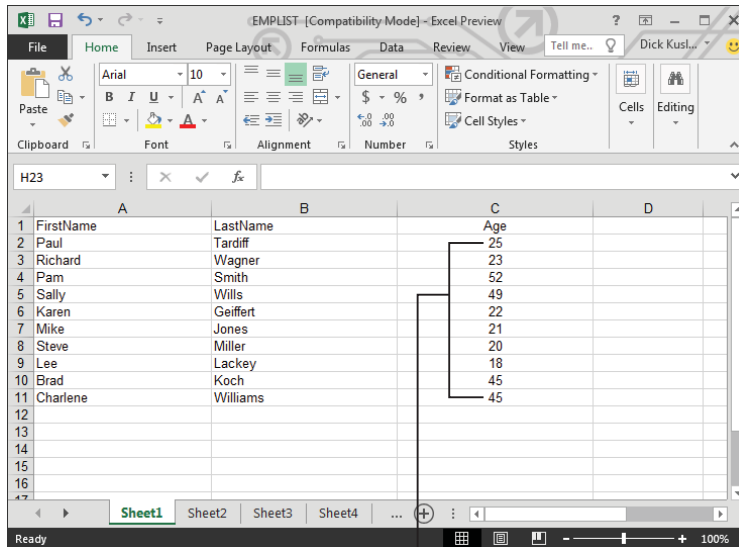 EMPLIST [Compatibility Mode] - Excel Preview ?
File Home Insert Page Layout Formulas Data Review View Tell me.. Dick Kusl...
Arial 10 General Conditional Formatting
Paste B I U A A $ - % , Format as Table Cells Editing
A .00 .00 Cell Styles
Clipboard Font Alignment Number Styles
H23 fx
A B C D
1 FirstName LastName Age
2 Paul Tardiff 25
3 Richard Wagner 23
4 Pam Smith 52
5 Sally Wills 49
6 Karen Geiffert 22
7 Mike Jones 21
8 Steve Miller 20
9 Lee Lackey 18
10 Brad Koch 45
11 Charlene Williams 45
12
13
14
15
16
17
Sheet1 Sheet2 Sheet3 Sheet4 ...
Ready 100%